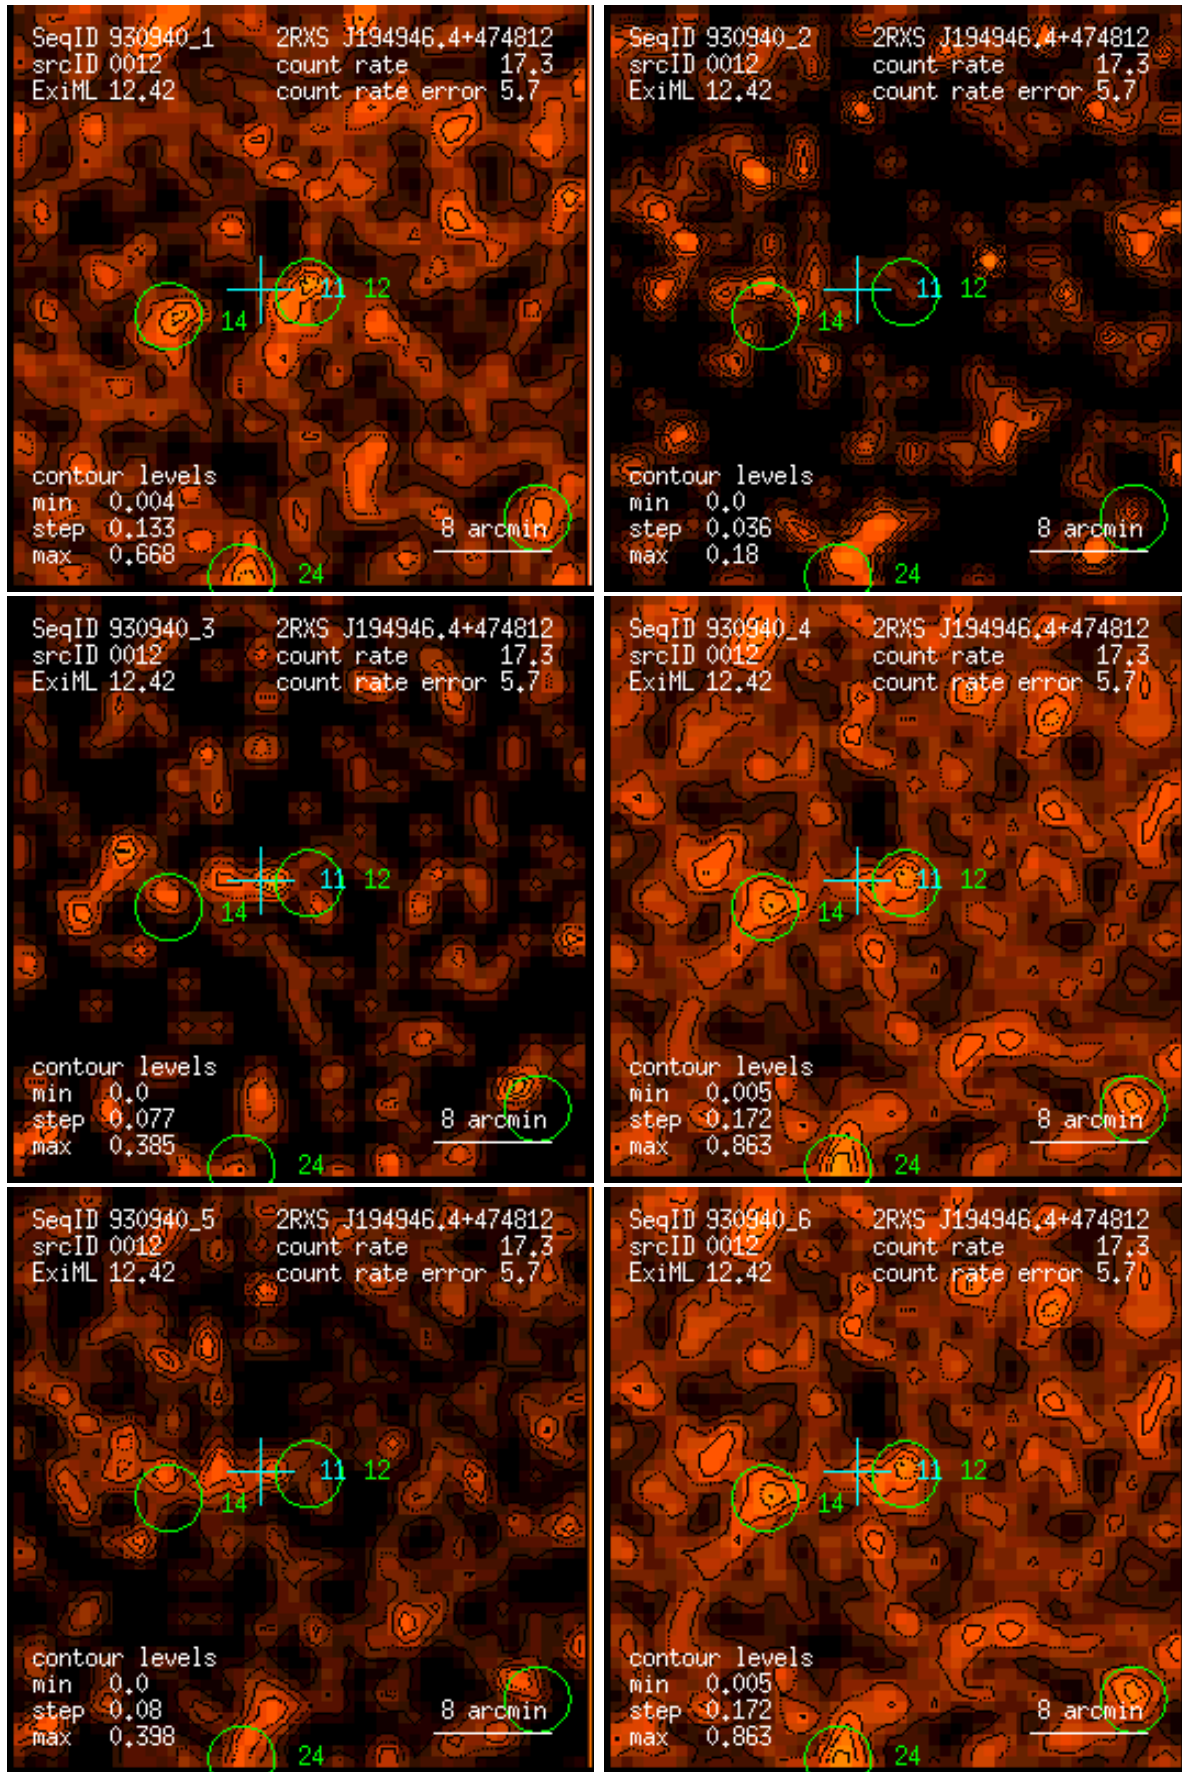 SeqID 930940_1 2RXS J194946.4+474812
srcID 0012 count rate 17.3
ExiML 12.42 count rate error 5.7
11 12
14
contour levels
min 0.004
step 0.133 8 arcmin
max 0.668
24
SeqID 930940_2 2RXS J194946.4+474812
srcID 0012 count rate 17.3
ExiML 12.42 count rate error 5.7
11 12
14
contour levels
min 0.0
step 0.036 8 arcmin
max 0.18
24
SeqID 930940_3 2RXS J194946.4+474812
srcID 0012 count rate 17.3
ExiML 12.42 count rate error 5.7
11 12
14
contour levels
min 0.0
step 0.077 8 arcmin
max 0.385
24
SeqID 930940_4 2RXS J194946.4+474812
srcID 0012 count rate 17.3
ExiML 12.42 count rate error 5.7
11 12
14
contour levels
min 0.005
step 0.172 8 arcmin
max 0.863
24
SeqID 930940_5 2RXS J194946.4+474812
srcID 0012 count rate 17.3
ExiML 12.42 count rate error 5.7
11 12
14
contour levels
min 0.0
step 0.08 8 arcmin
max 0.398
24
SeqID 930940_6 2RXS J194946.4+474812
srcID 0012 count rate 17.3
ExiML 12.42 count rate error 5.7
11 12
14
contour levels
min 0.005
step 0.172 8 arcmin
max 0.863
24